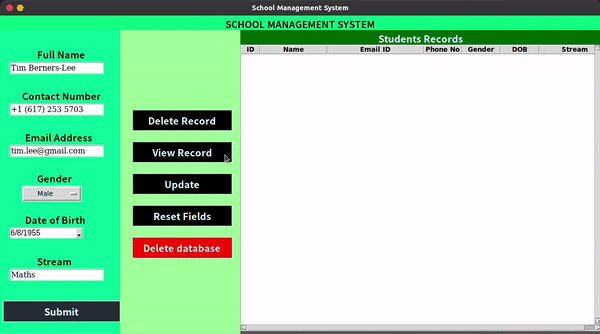 School Management System
SCHOOL MANAGEMENT SYSTEM
Full Name
Tim Berners-Lee
Contact Number
+1 (617) 253 5703
Email Address
tim.lee@gmail.com
Gender
Male
Date of Birth
6/8/1955
Stream
Maths
Submit
Delete Record
View Record
Update
Reset Fields
Delete database
Students Records
ID Name Email ID Phone No Gender DOB Stream